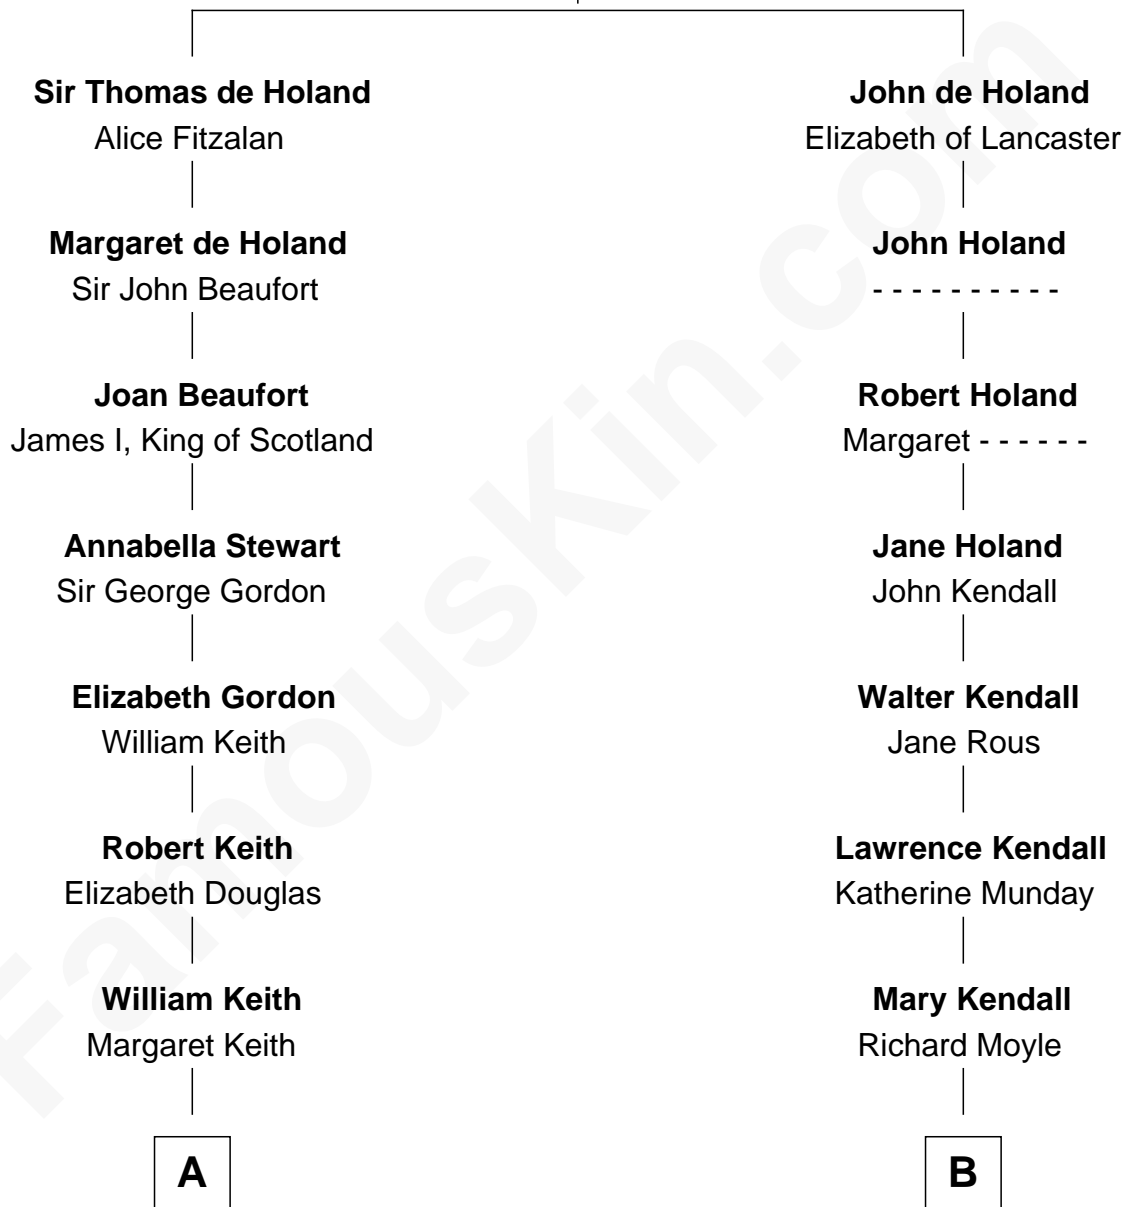 Sir Thomas de Holand
Alice Fitzalan
Margaret de Holand
Sir John Beaufort
Joan Beaufort
James I, King of Scotland
Annabella Stewart
Sir George Gordon
Elizabeth Gordon
William Keith
Robert Keith
Elizabeth Douglas
William Keith
Margaret Keith
A
John de Holand
Elizabeth of Lancaster
John Holand
- - - - - - - - - -
Robert Holand
Margaret - - - - - -
Jane Holand
John Kendall
Walter Kendall
Jane Rous
Lawrence Kendall
Katherine Munday
Mary Kendall
Richard Moyle
B
FamousKin.com